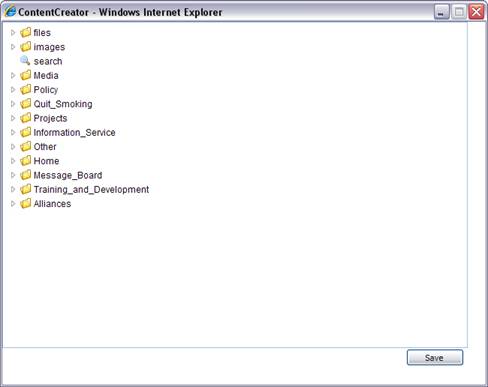 ContentCreator - Windows Internet Explorer
files
images
search
Media
Policy
Quit_Smoking
Projects
Information_Service
Other
Home
Message_Board
Training_and_Development
Alliances
Save